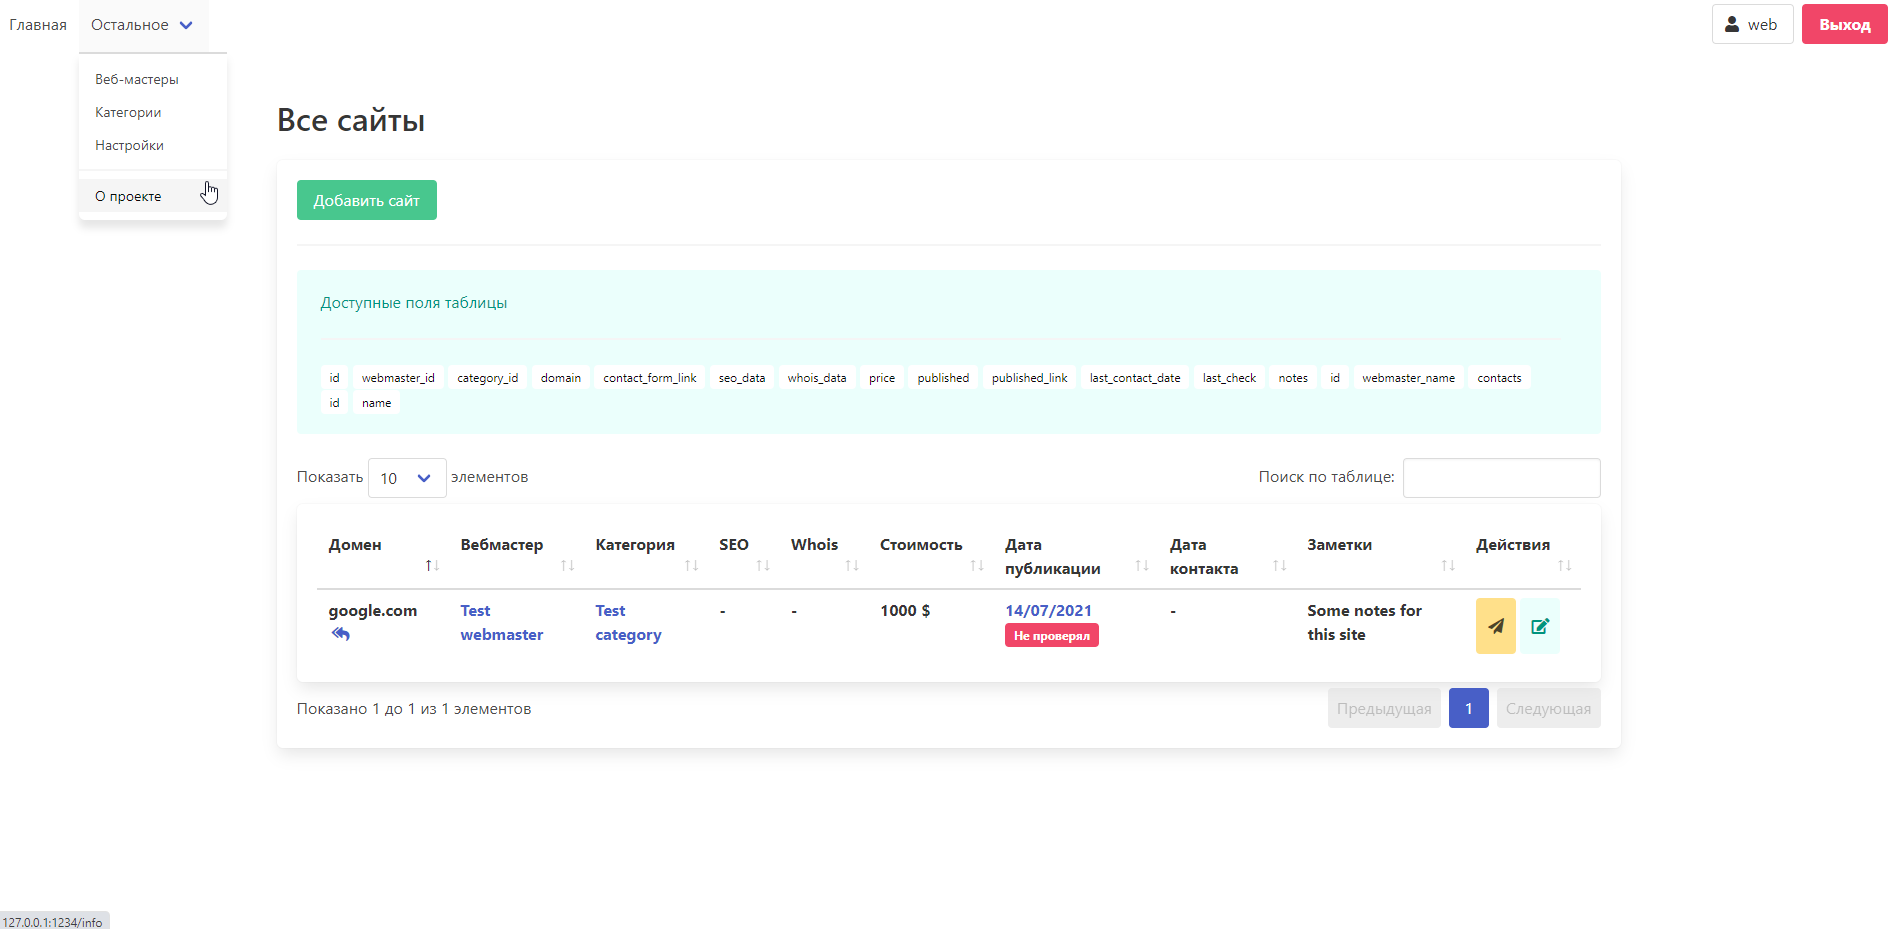 Главная
Остальное
web
Выход
Веб-мастеры
Категории
Настройки
О проекте
Все сайты
Добавить сайт
Доступные поля таблицы
id webmaster_id category_id domain contact_form_link seo_data whois_data price published published_link last_contact_date last_check notes id webmaster_name contacts
id name
Показать 10 элементов
Поиск по таблице:
Домен Вебмастер Категория SEO Whois Стоимость Дата публикации Дата контакта Заметки Действия
google.com Test webmaster Test category - - 1000 $ 14/07/2021 Не проверял - Some notes for this site
Показано 1 до 1 из 1 элементов
Предыдущая 1 Следующая
127.0.0.1:1234/info